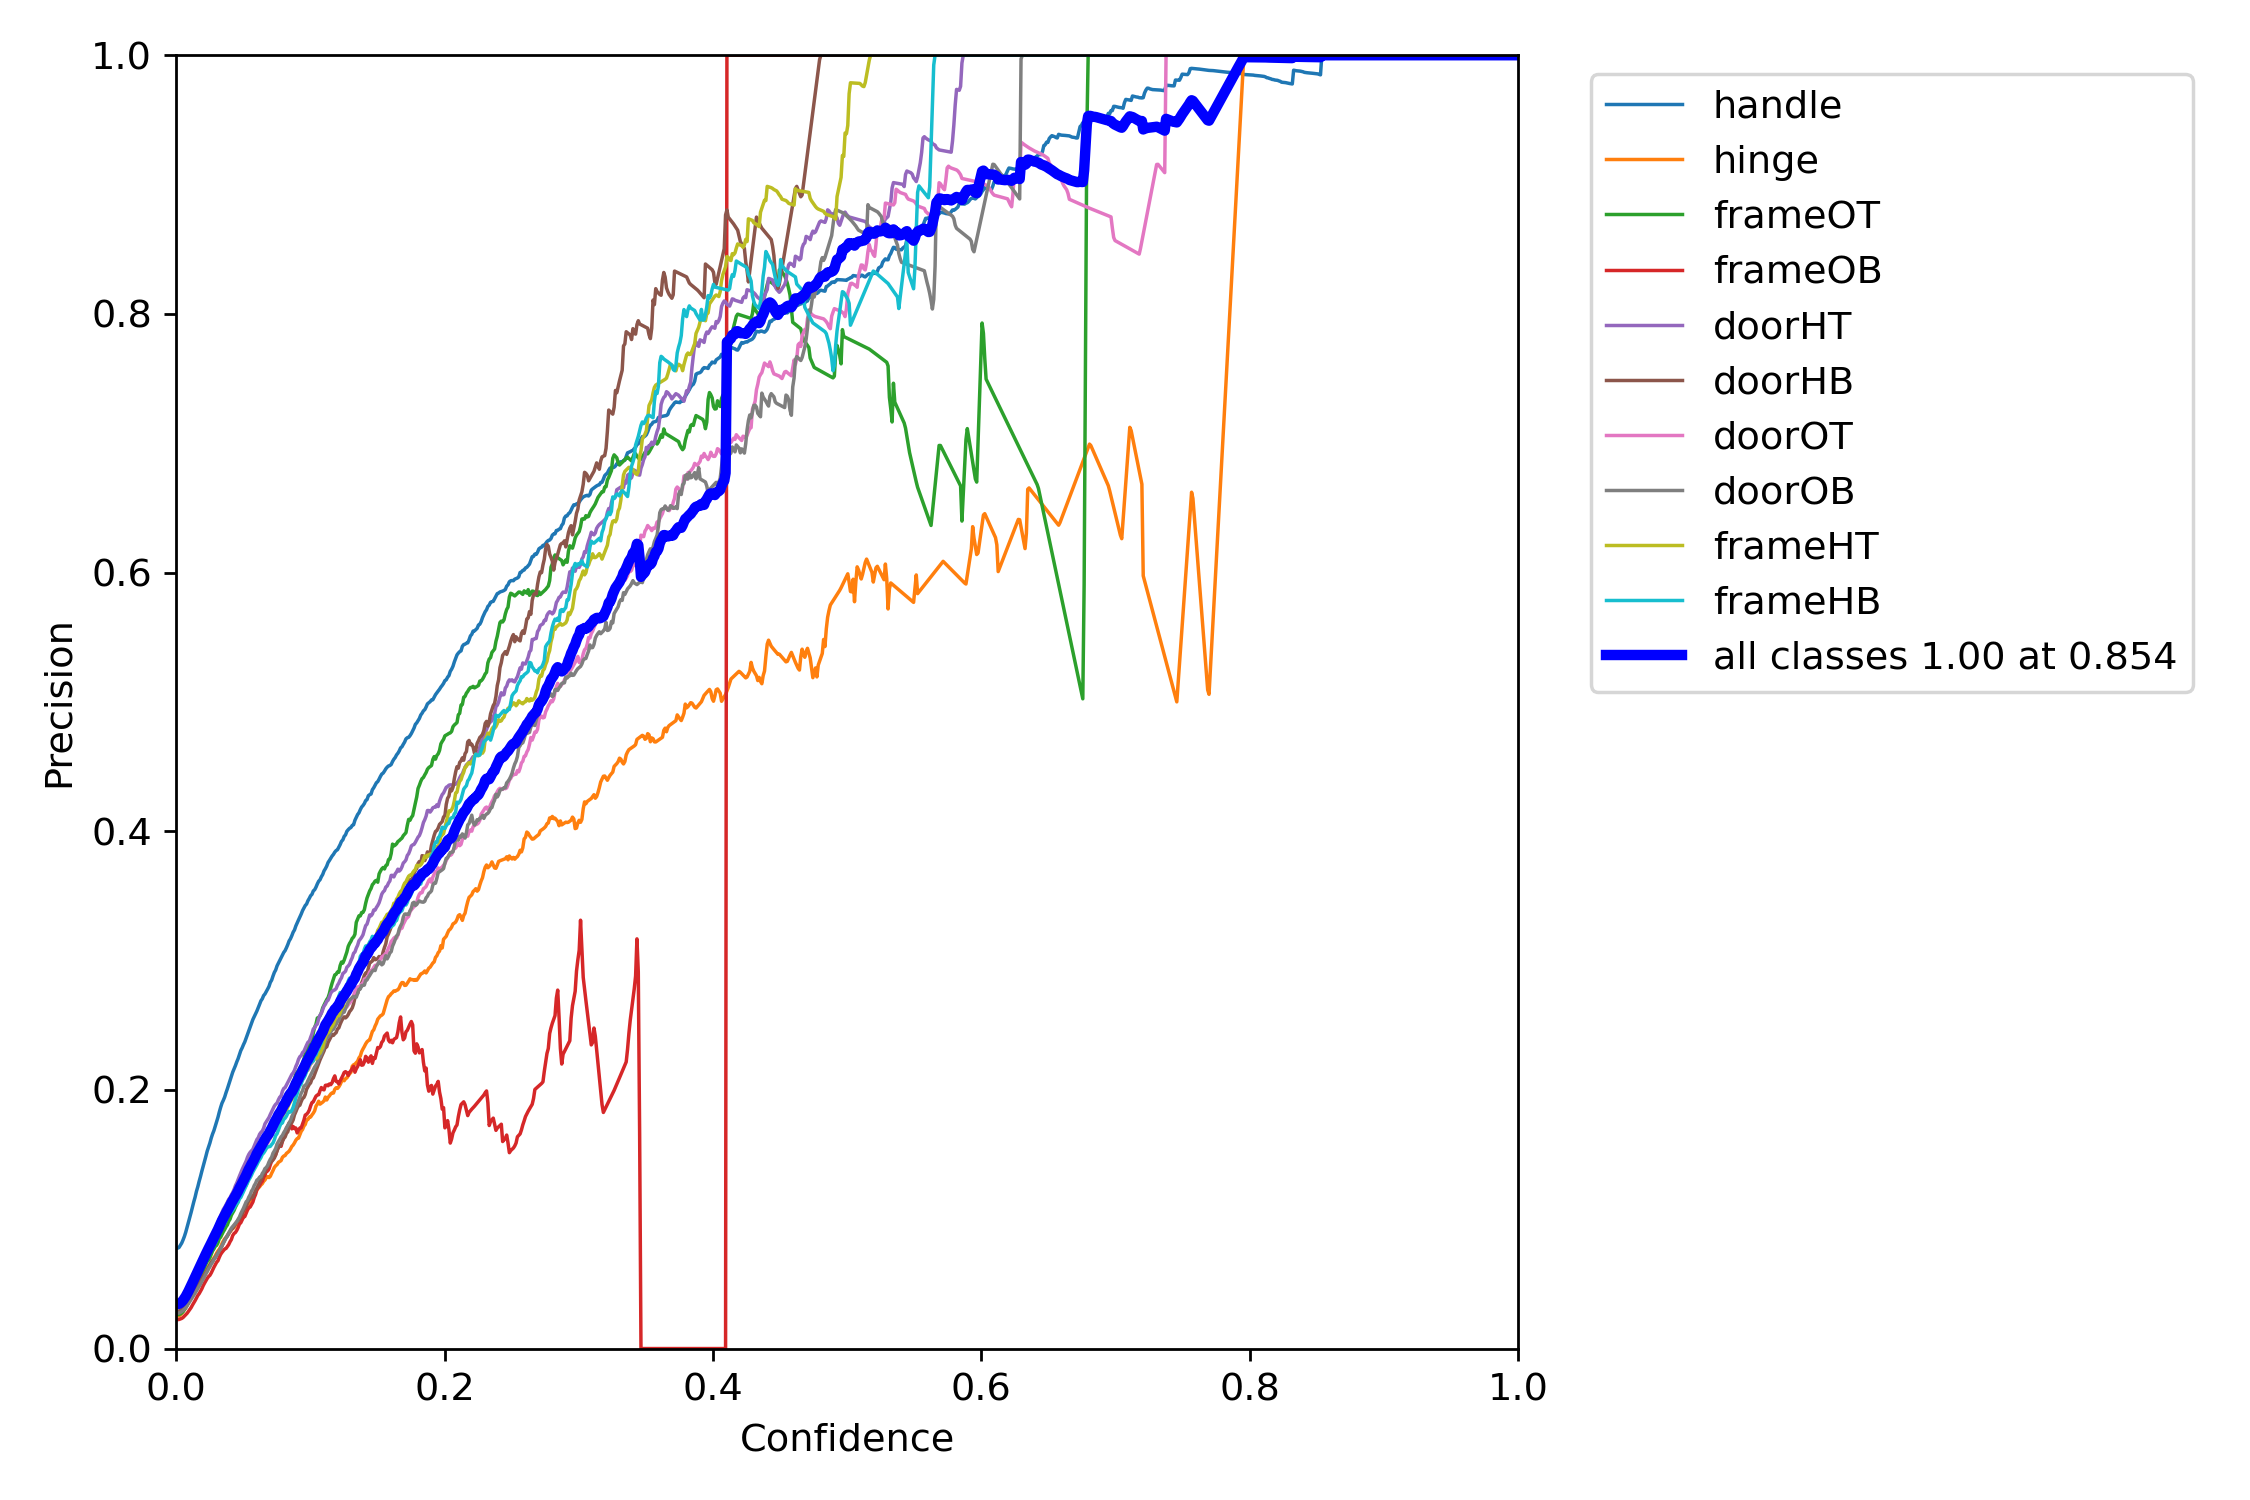 1.0
0.8
0.6
0.4
0.2
0.0
Precision
0.0 0.2 0.4 0.6 0.8 1.0
Confidence
handle
hinge
frameOT
frameOB
doorHT
doorHB
doorOT
doorOB
frameHT
frameHB
all classes 1.00 at 0.854